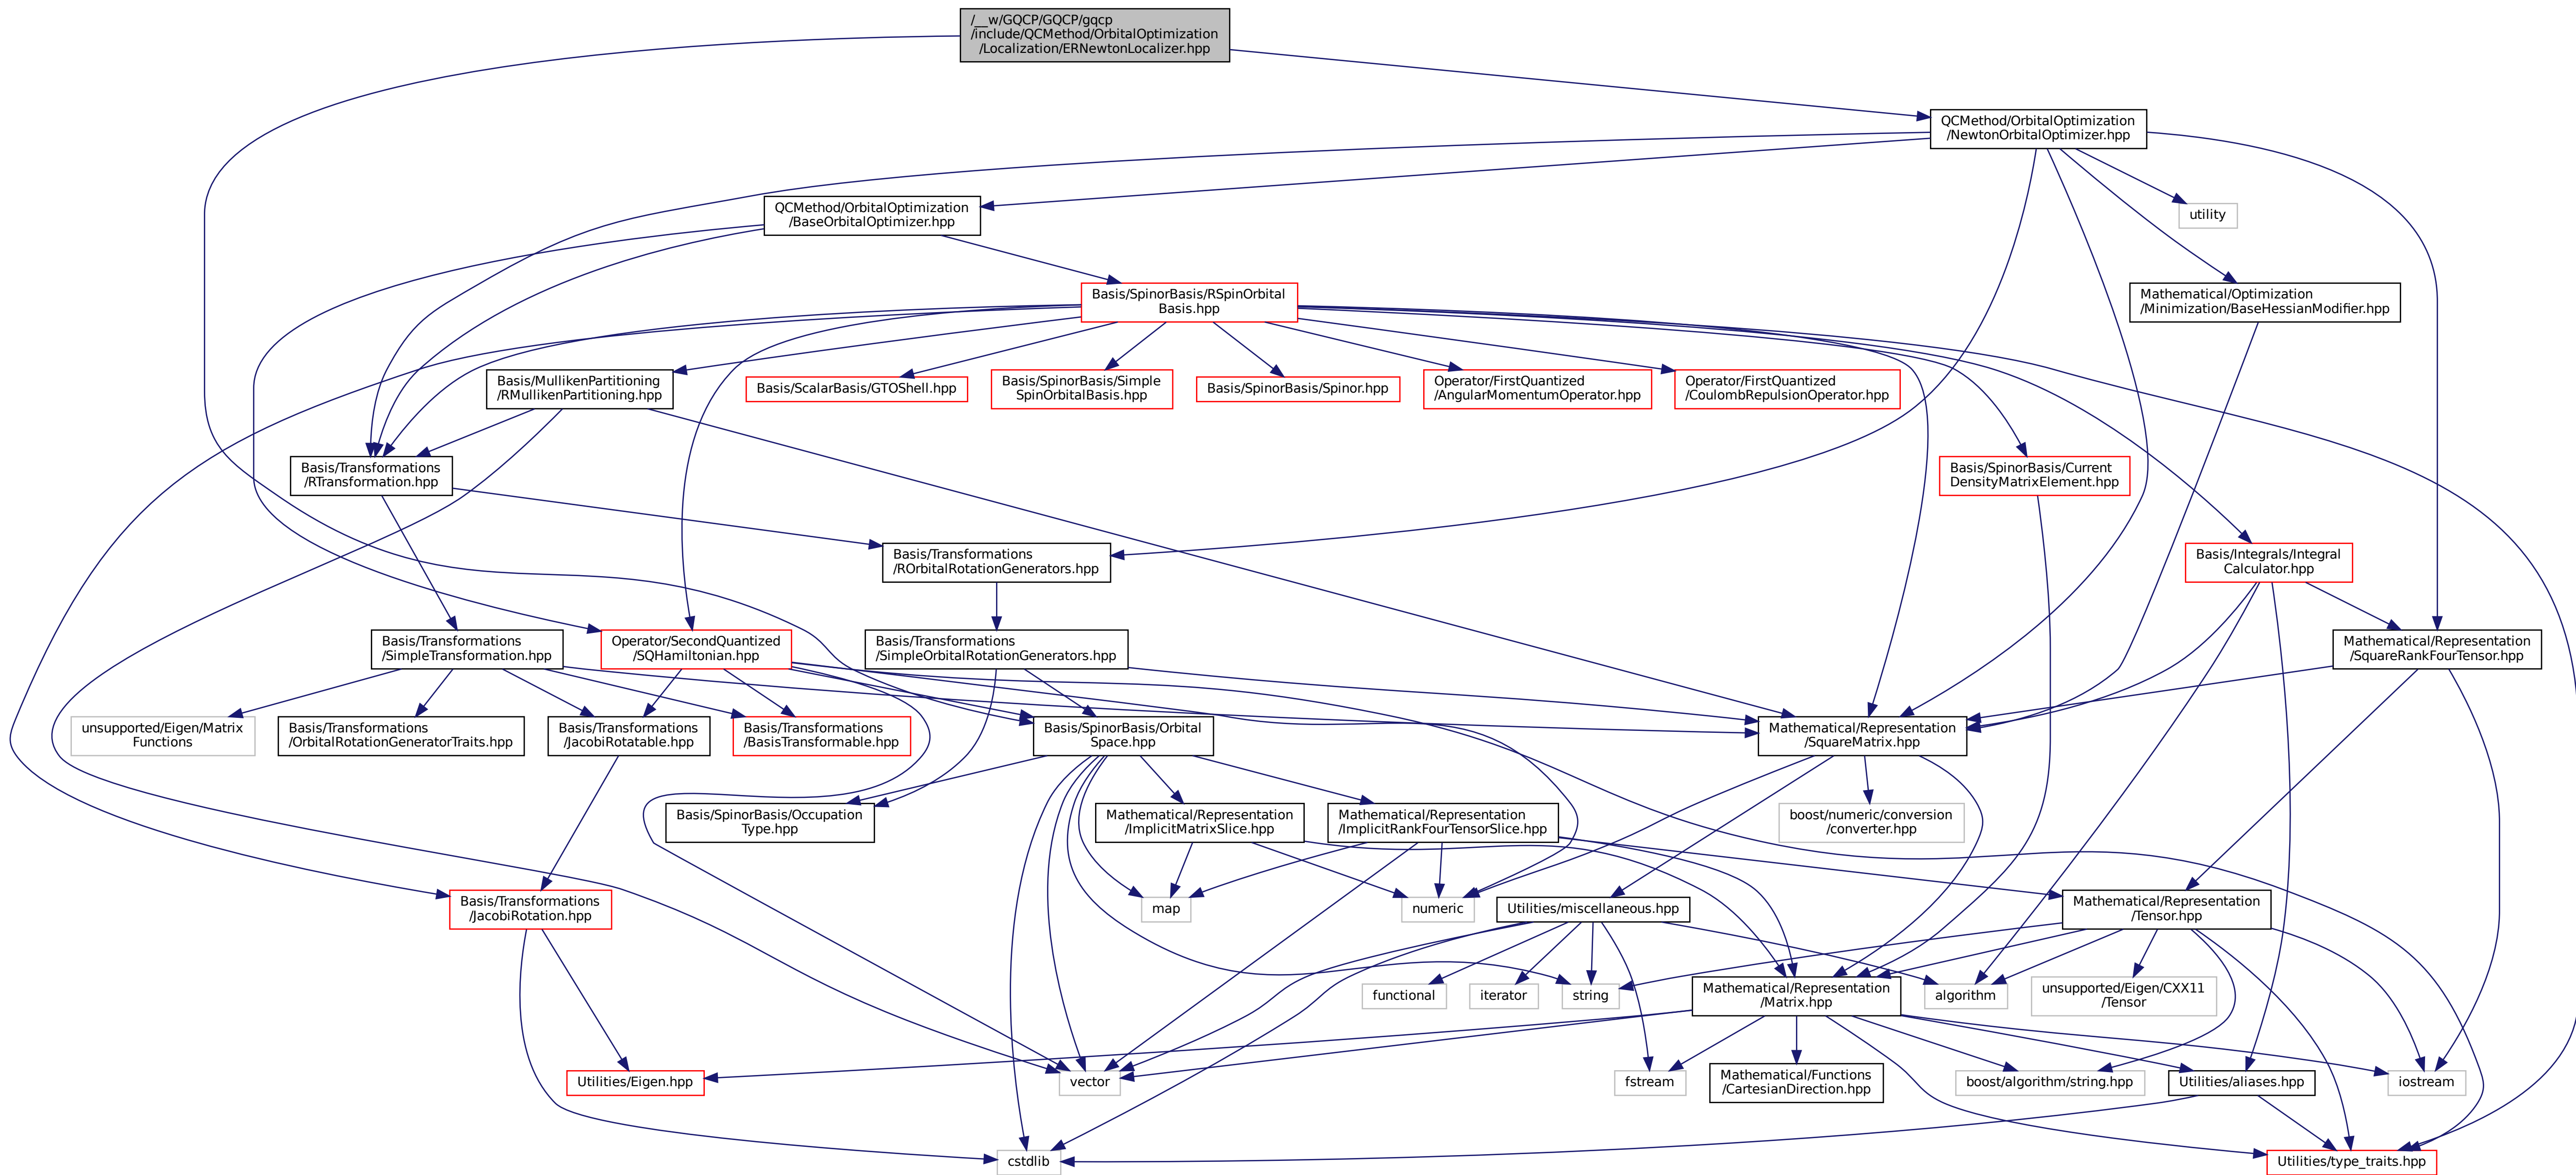 /__w/GQCP/GQCP/gqcp
/include/QCMethod/OrbitalOptimization
/Localization/ERNewtonLocalizer.hpp
QCMethod/OrbitalOptimization
/NewtonOrbitalOptimizer.hpp
QCMethod/OrbitalOptimization
/BaseOrbitalOptimizer.hpp
utility
Basis/SpinorBasis/RSpinOrbital
Basis.hpp
Mathematical/Optimization
/Minimization/BaseHessianModifier.hpp
Basis/MullikenPartitioning
/RMullikenPartitioning.hpp
Basis/ScalarBasis/GTOShell.hpp
Basis/SpinorBasis/Simple
SpinOrbitalBasis.hpp
Basis/SpinorBasis/Spinor.hpp
Operator/FirstQuantized
/AngularMomentumOperator.hpp
Operator/FirstQuantized
/CoulombRepulsionOperator.hpp
Basis/Transformations
/RTransformation.hpp
Basis/SpinorBasis/Current
DensityMatrixElement.hpp
Basis/Transformations
/ROrbitalRotationGenerators.hpp
Basis/Integrals/Integral
Calculator.hpp
Basis/Transformations
/SimpleTransformation.hpp
Operator/SecondQuantized
/SQHamiltonian.hpp
Basis/Transformations
/SimpleOrbitalRotationGenerators.hpp
Mathematical/Representation
/SquareRankFourTensor.hpp
unsupported/Eigen/Matrix
Functions
Basis/Transformations
/OrbitalRotationGeneratorTraits.hpp
Basis/Transformations
/JacobiRotatable.hpp
Basis/Transformations
/BasisTransformable.hpp
Basis/SpinorBasis/Orbital
Space.hpp
Mathematical/Representation
/SquareMatrix.hpp
Basis/SpinorBasis/Occupation
Type.hpp
Mathematical/Representation
/ImplicitMatrixSlice.hpp
Mathematical/Representation
/ImplicitRankFourTensorSlice.hpp
boost/numeric/conversion
/converter.hpp
Basis/Transformations
/JacobiRotation.hpp
map
numeric
Utilities/miscellaneous.hpp
Mathematical/Representation
/Tensor.hpp
functional
iterator
string
Mathematical/Representation
/Matrix.hpp
algorithm
unsupported/Eigen/CXX11
/Tensor
Utilities/Eigen.hpp
vector
fstream
Mathematical/Functions
/CartesianDirection.hpp
boost/algorithm/string.hpp
Utilities/aliases.hpp
iostream
cstdlib
Utilities/type_traits.hpp